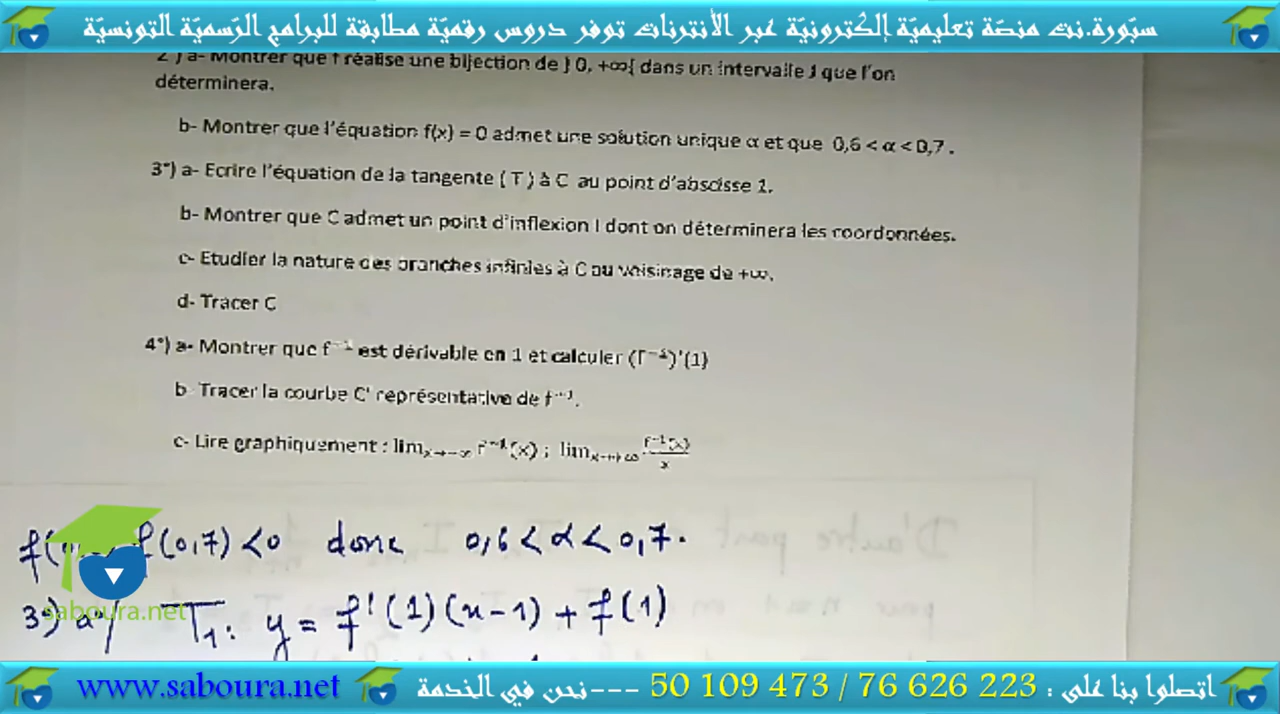 سبّورة.نت منصّة تعليميّة إلكترونيّة عبر الأنترنات توفر دروس رقميّة مطابقة للبرامج الرّسميّة التونسيّة
2°) a- Montrer que f réalise une bijection de ] 0, +∞[ dans un intervalle J que l'on
déterminera.
b- Montrer que l'équation f(x) = 0 admet une solution unique α et que 0,6 < α < 0,7 .
3°) a- Ecrire l'équation de la tangente ( T ) à C au point d'abscisse 1.
b- Montrer que C admet un point d'inflexion I dont on déterminera les coordonnées.
c- Etudier la nature des branches infinies à C au voisinage de +∞.
d- Tracer C
4°) a- Montrer que f⁻¹ est dérivable en 1 et calculer (f⁻¹)'(1)
b- Tracer la courbe C' représentative de f⁻¹.
c- Lire graphiquement : lim x→-∞ f⁻¹(x) ; lim x→+∞ f⁻¹(x)/x
f(0,7) <0 donc 0,6 < α < 0,7.
saboura.net
3°) a°/ T₁ : y = f'(1)(x-1) + f(1)
www.saboura.net اتصلوا بنا على : 223 626 76 / 473 109 50 ---نحن في الخدمة